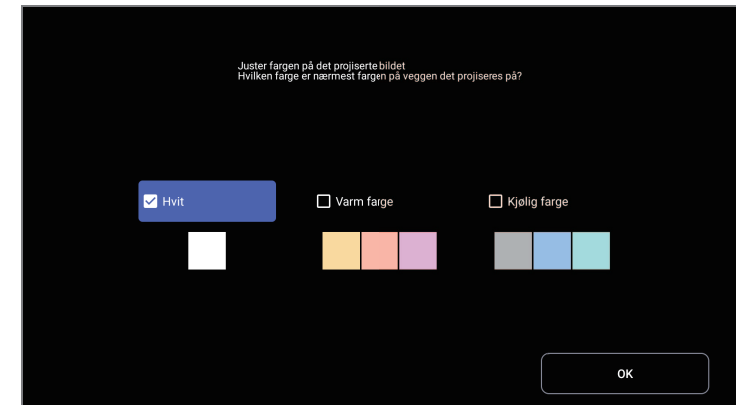 Juster fargen på det projiserte bildet
Hvilken farge er nærmest fargen på veggen det projiseres på?
Hvit
Varm farge
Kjølig farge
OK